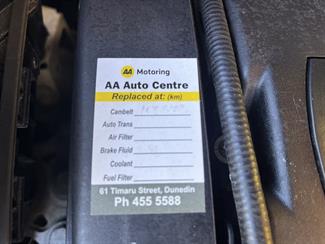 AA Motoring
AA Auto Centre
Replaced at: (km)
Cambelt
Auto Trans
Air Filter
Brake Fluid
Coolant
Fuel Filter
61 Timaru Street, Dunedin
Ph 455 5588